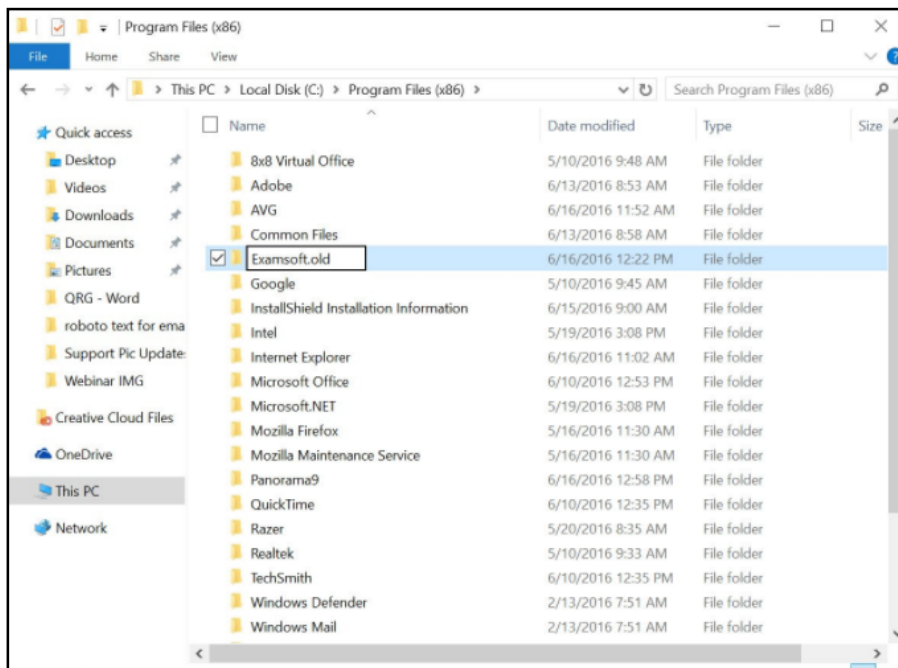 Program Files (x86)
File Home Share View
This PC > Local Disk (C:) > Program Files (x86) >
Search Program Files (x86)
Quick access
Desktop
Videos
Downloads
Documents
Pictures
QRG - Word
roboto text for ema
Support Pic Update:
Webinar IMG
Creative Cloud Files
OneDrive
This PC
Network
Name Date modified Type Size
8x8 Virtual Office 5/10/2016 9:48 AM File folder
Adobe 6/13/2016 8:53 AM File folder
AVG 6/16/2016 11:52 AM File folder
Common Files 6/13/2016 8:58 AM File folder
Examsoft.old 6/16/2016 12:22 PM File folder
Google 5/10/2016 9:45 AM File folder
InstallShield Installation Information 6/15/2016 9:00 AM File folder
Intel 5/19/2016 3:08 PM File folder
Internet Explorer 6/16/2016 11:02 AM File folder
Microsoft Office 6/10/2016 12:53 PM File folder
Microsoft.NET 5/19/2016 3:08 PM File folder
Mozilla Firefox 5/16/2016 11:30 AM File folder
Mozilla Maintenance Service 5/16/2016 11:30 AM File folder
Panorama9 6/16/2016 12:58 PM File folder
QuickTime 6/10/2016 12:35 PM File folder
Razer 5/20/2016 8:35 AM File folder
Realtek 5/10/2016 9:33 AM File folder
TechSmith 6/10/2016 12:35 PM File folder
Windows Defender 2/13/2016 7:51 AM File folder
Windows Mail 2/13/2016 7:51 AM File folder